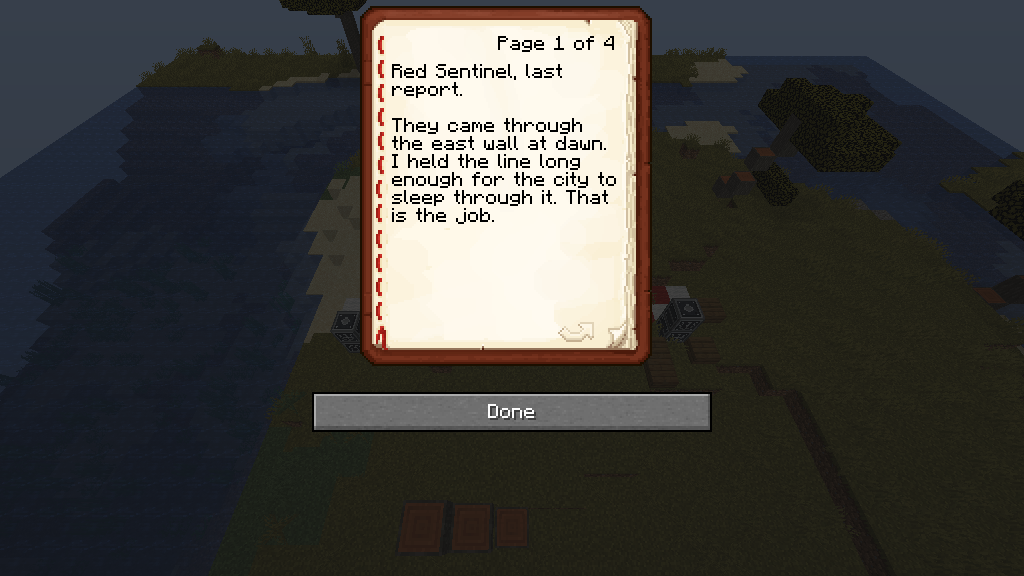 Page 1 of 4
Red Sentinel, last
report.
They came through
the east wall at dawn.
I held the line long
enough for the city to
sleep through it. That
is the job.
Done